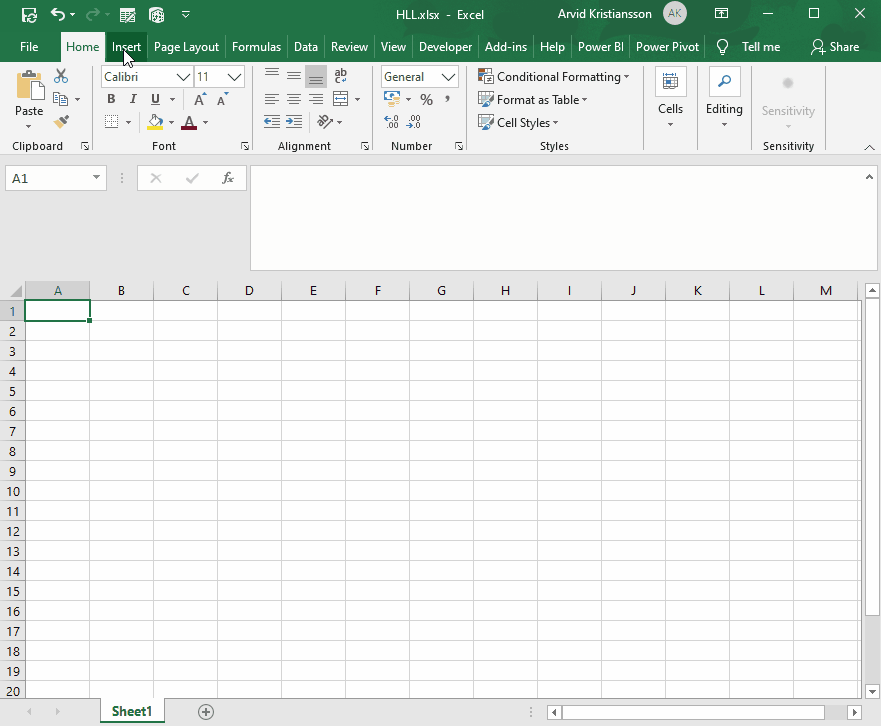 HLL.xlsx - Excel
Arvid Kristiansson AK
File Home Insert Page Layout Formulas Data Review View Developer Add-ins Help Power BI Power Pivot Tell me Share
Calibri 11
General
Conditional Formatting
Format as Table
Cell Styles
Paste
B I U
Cells
Editing
Sensitivity
Clipboard
Font
Alignment
Number
Styles
Sensitivity
A1
fx
A B C D E F G H I J K L M
1
2
3
4
5
6
7
8
9
10
11
12
13
14
15
16
17
18
19
20
Sheet1